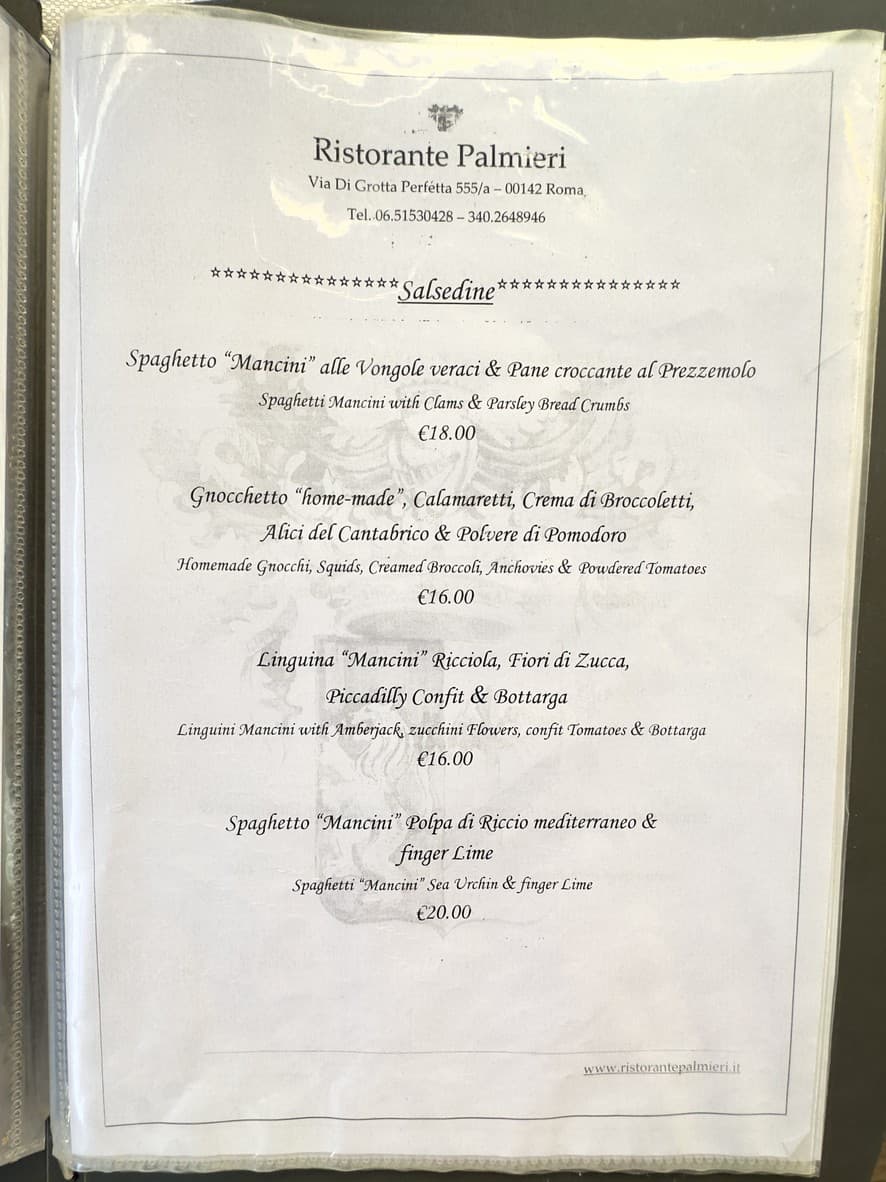 Ristorante Palmieri
Via Di Grotta Perfétta 555/a – 00142 Roma
Tel. 06.51530428 – 340.2648946
***************Salsedine***************
Spaghetto “Mancini” alle Vongole veraci & Pane croccante al Prezzemolo
Spaghetti Mancini with Clams & Parsley Bread Crumbs
€18.00
Gnocchetto “home-made”, Calamaretti, Crema di Broccoletti,
Alici del Cantabrico & Polvere di Pomodoro
Homemade Gnocchi, Squids, Creamed Broccoli, Anchovies & Powdered Tomatoes
€16.00
Linguina “Mancini” Ricciola, Fiori di Zucca,
Piccadilly Confit & Bottarga
Linguini Mancini with Amberjack, zucchini Flowers, confit Tomatoes & Bottarga
€16.00
Spaghetto “Mancini” Polpa di Riccio mediterraneo &
finger Lime
Spaghetti “Mancini” Sea Urchin & finger Lime
€20.00
www.ristorantepalmieri.it